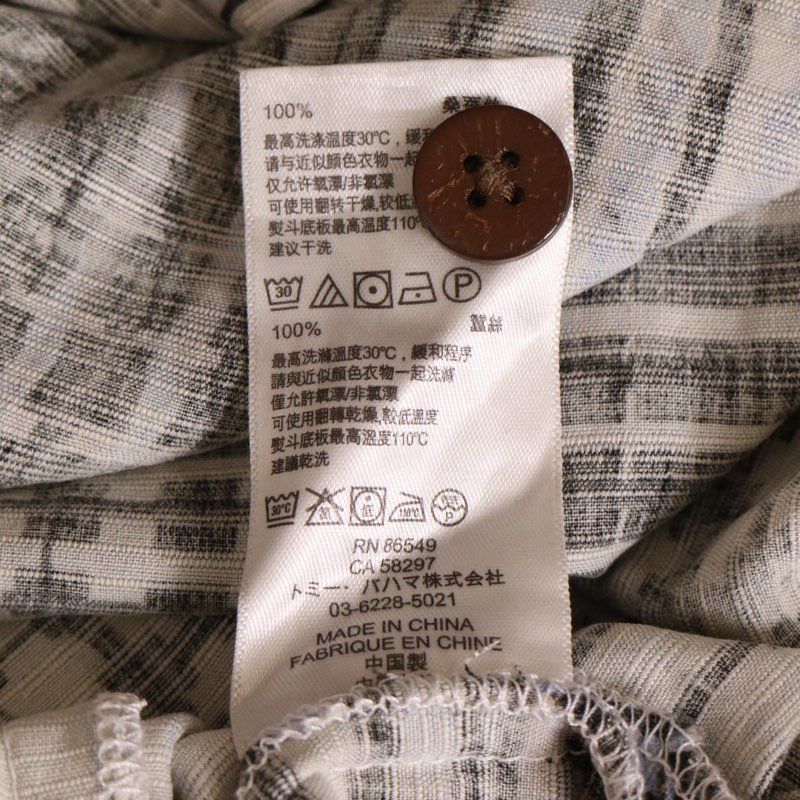 100%
最高洗涤温度30℃,缓和
请与近似颜色衣物一起
仅允许氧漂/非氯漂
可使用翻转干燥,较低
熨斗底板最高温度110℃
建议干洗
30
P
100% 蠶絲
最高洗滌溫度30℃, 緩和程序
請與近似顏色衣物一起洗滌
僅允許氧漂/非氯漂
可使用翻轉乾燥,較低溫度
熨斗底板最高溫度110℃
建議乾洗
30℃ 低 110℃ P
RN 86549
CA 58297
トミー・バハマ株式会社
03-6228-5021
MADE IN CHINA
FABRIQUE EN CHINE
中国製